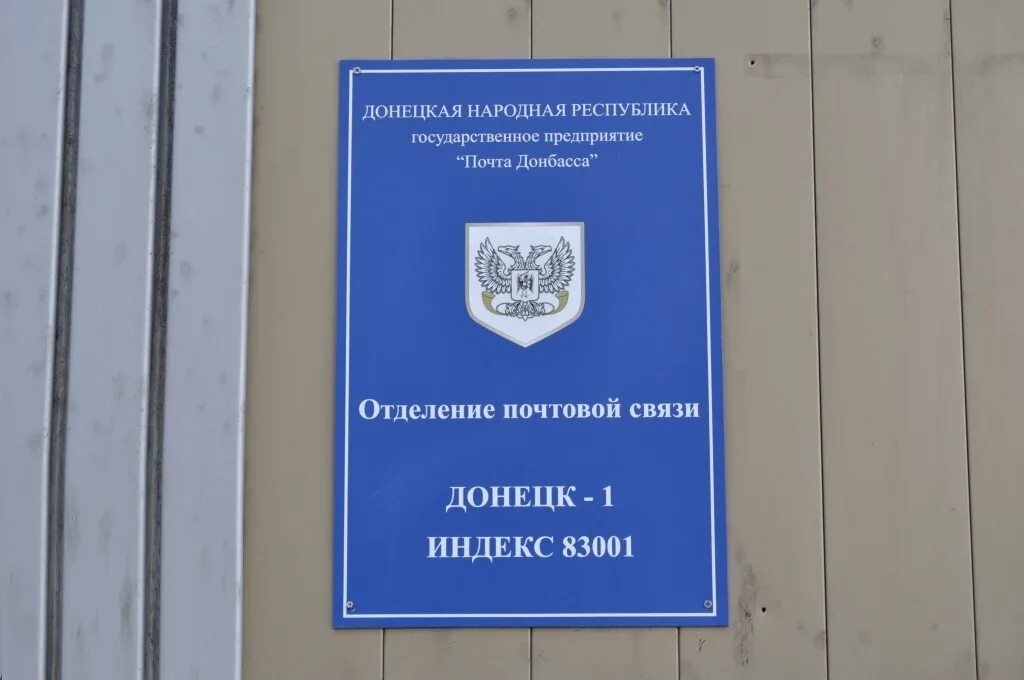 ДОНЕЦКАЯ НАРОДНАЯ РЕСПУБЛИКА
государственное предприятие
“Почта Донбасса”
Отделение почтовой связи
ДОНЕЦК - 1
ИНДЕКС 83001